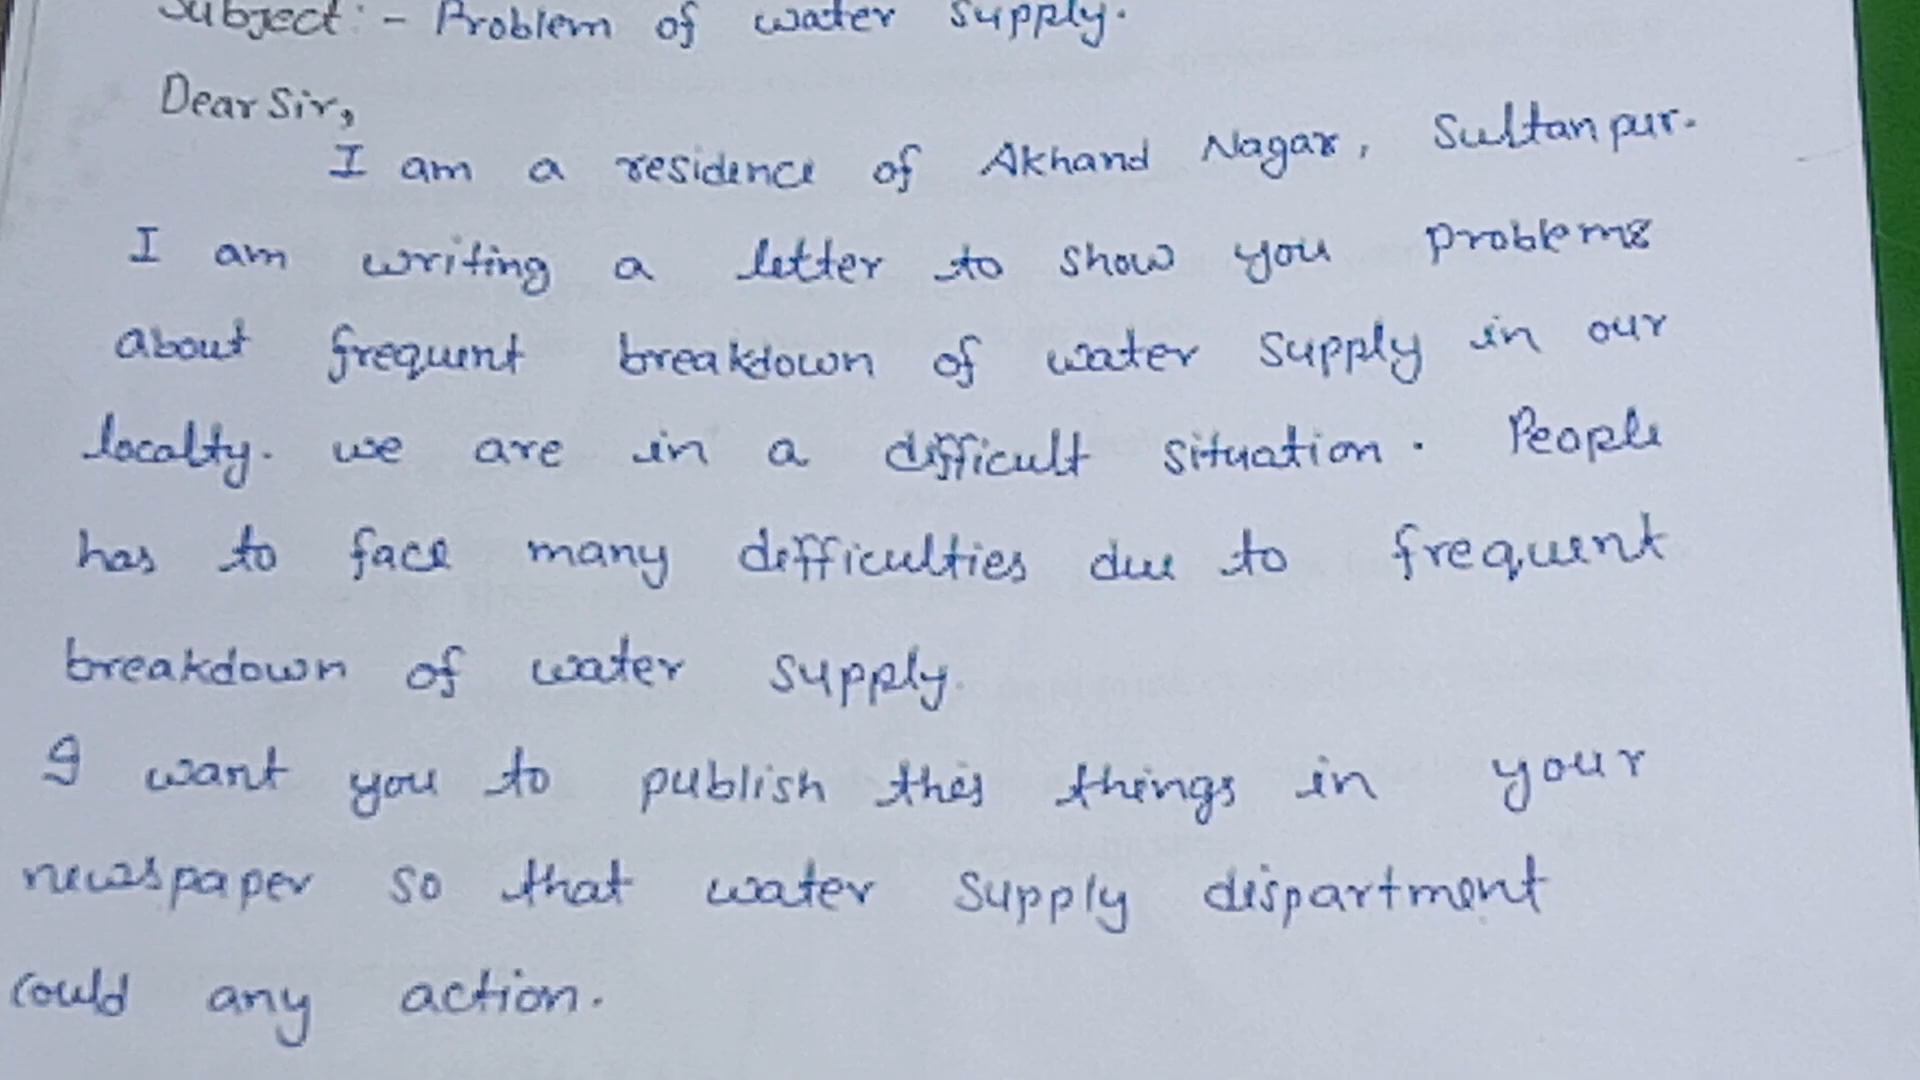 Subject:- Problem of water supply.
Dear Sir,
I am a residence of Akhand Nagar, Sultanpur.
I am writing a letter to show you problems
about frequent breakdown of water supply in our
localty. we are in a difficult situation. People
has to face many difficulties due to frequent
breakdown of water supply.
I want you to publish this things in your
newspaper so that water supply dispartment
could any action.